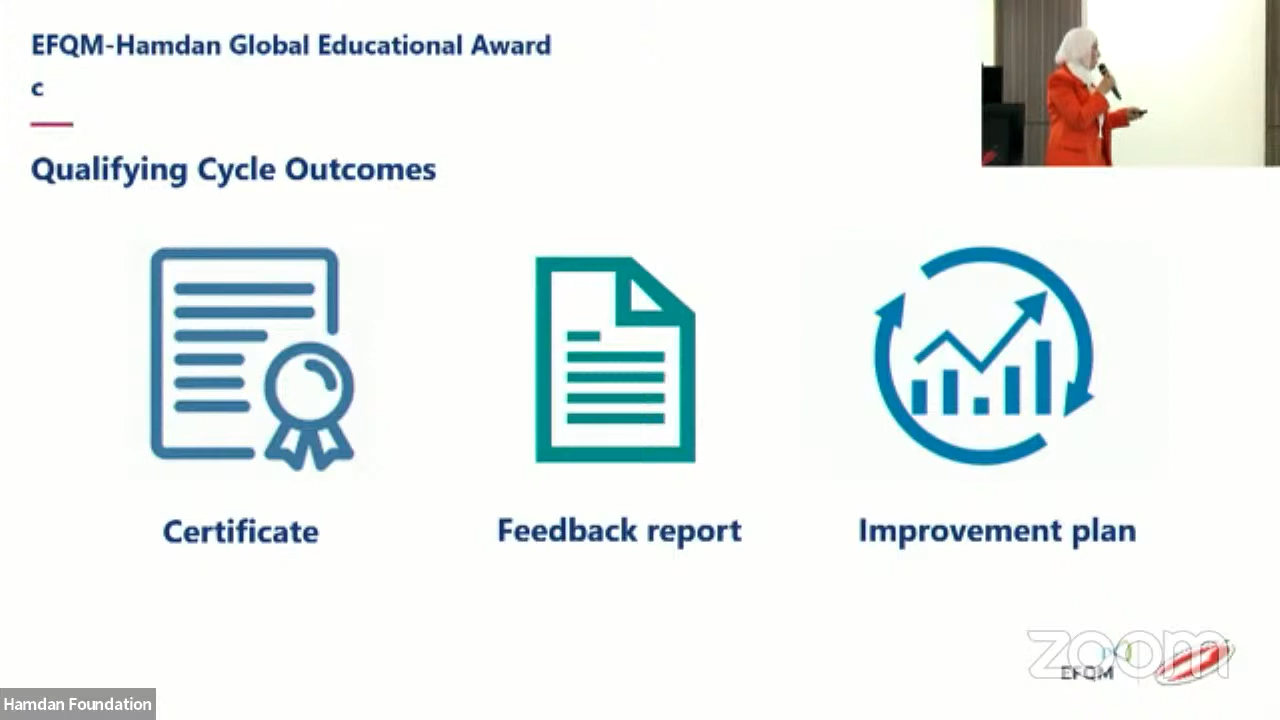 EFQM-Hamdan Global Educational Award
c
Qualifying Cycle Outcomes
Certificate
Feedback report
Improvement plan
zoom
EFQM
Hamdan Foundation